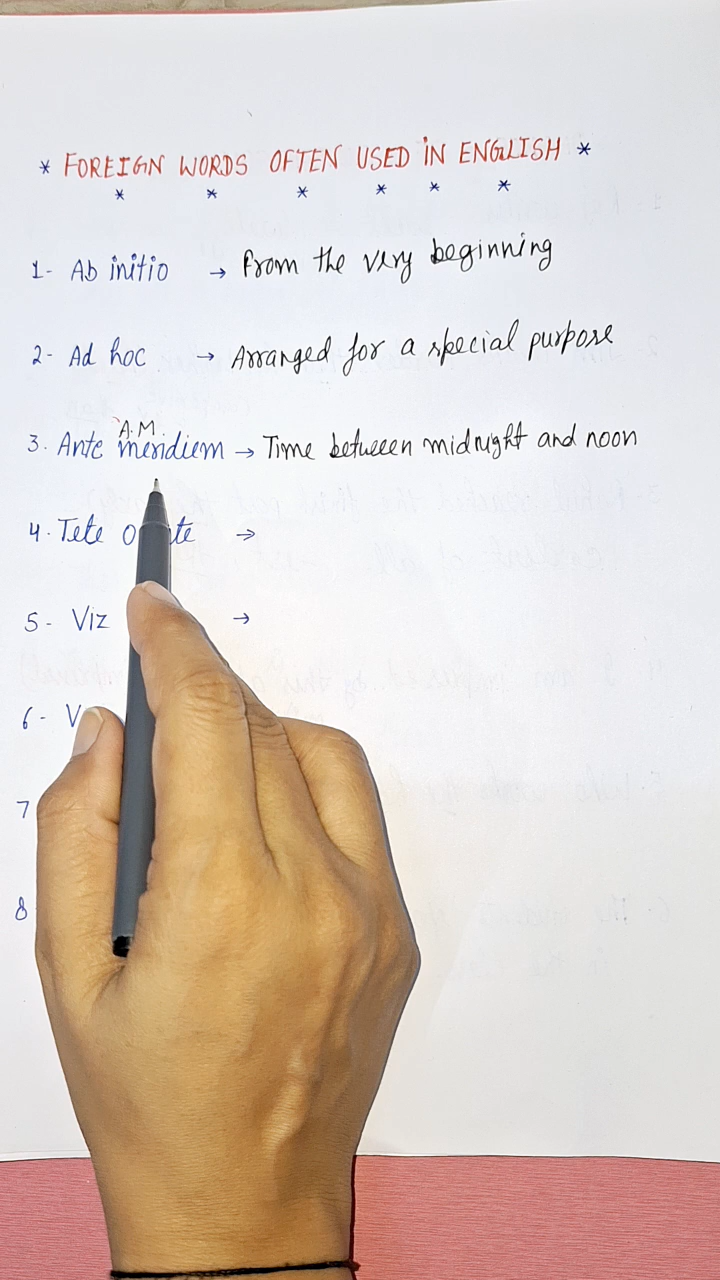 * FOREIGN WORDS OFTEN USED IN ENGLISH *
* * * * * *
1- Ab initio → From the very beginning
2- Ad hoc → Arranged for a special purpose
A.M
3. Ante meridiem → Time between midnight and noon
4. Tete →
5- Viz →
6- V
7
8